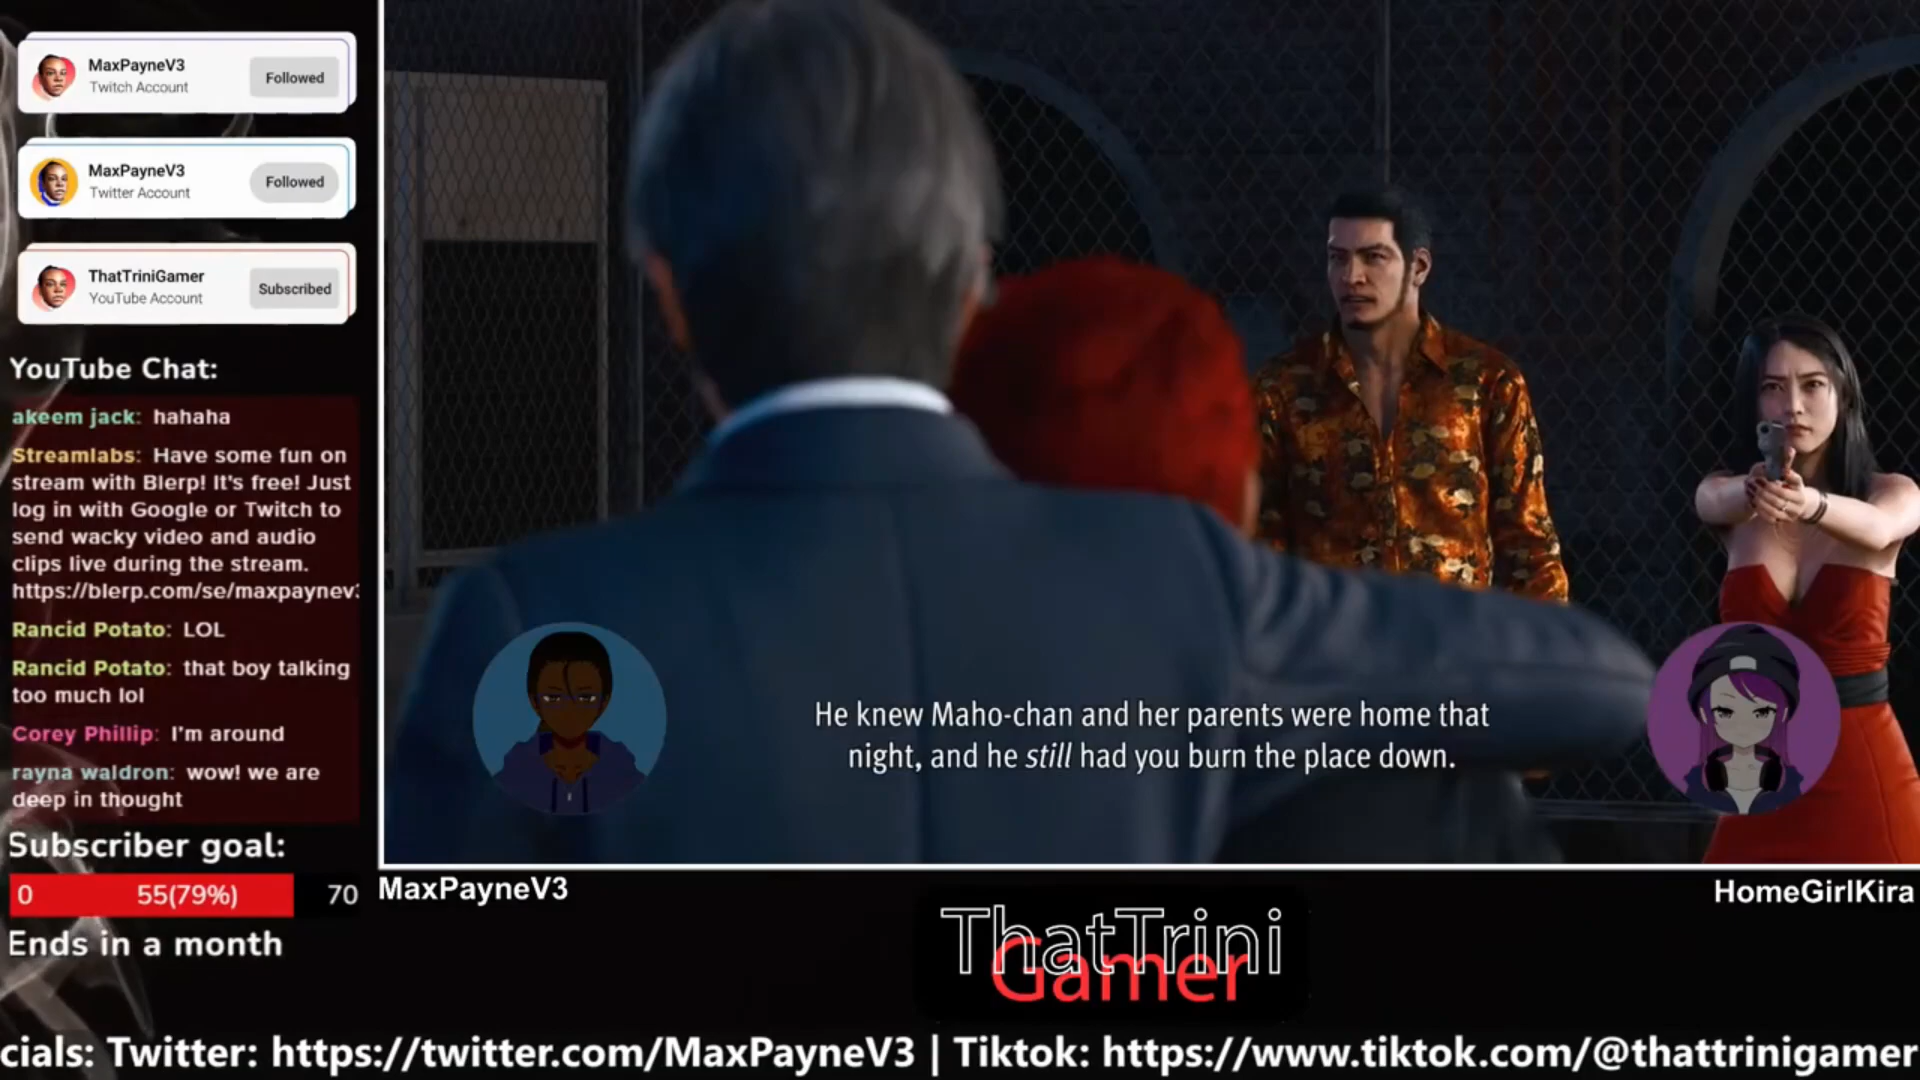 MaxPayneV3
Twitch Account
Followed
MaxPayneV3
Twitter Account
Followed
ThatTriniGamer
YouTube Account
Subscribed
YouTube Chat:
akeem jack: hahaha
Streamlabs: Have some fun on
stream with Blerp! It's free! Just
log in with Google or Twitch to
send wacky video and audio
clips live during the stream.
https://blerp.com/se/maxpaynev3
Rancid Potato: LOL
Rancid Potato: that boy talking
too much lol
Corey Phillip: I'm around
rayna waldron: wow! we are
deep in thought
Subscriber goal:
0 55(79%) 70
Ends in a month
He knew Maho-chan and her parents were home that
night, and he still had you burn the place down.
MaxPayneV3
HomeGirlKira
ThatTrini
Gamer
cials: Twitter: https://twitter.com/MaxPayneV3 | Tiktok: https://www.tiktok.com/@thattrinigamer